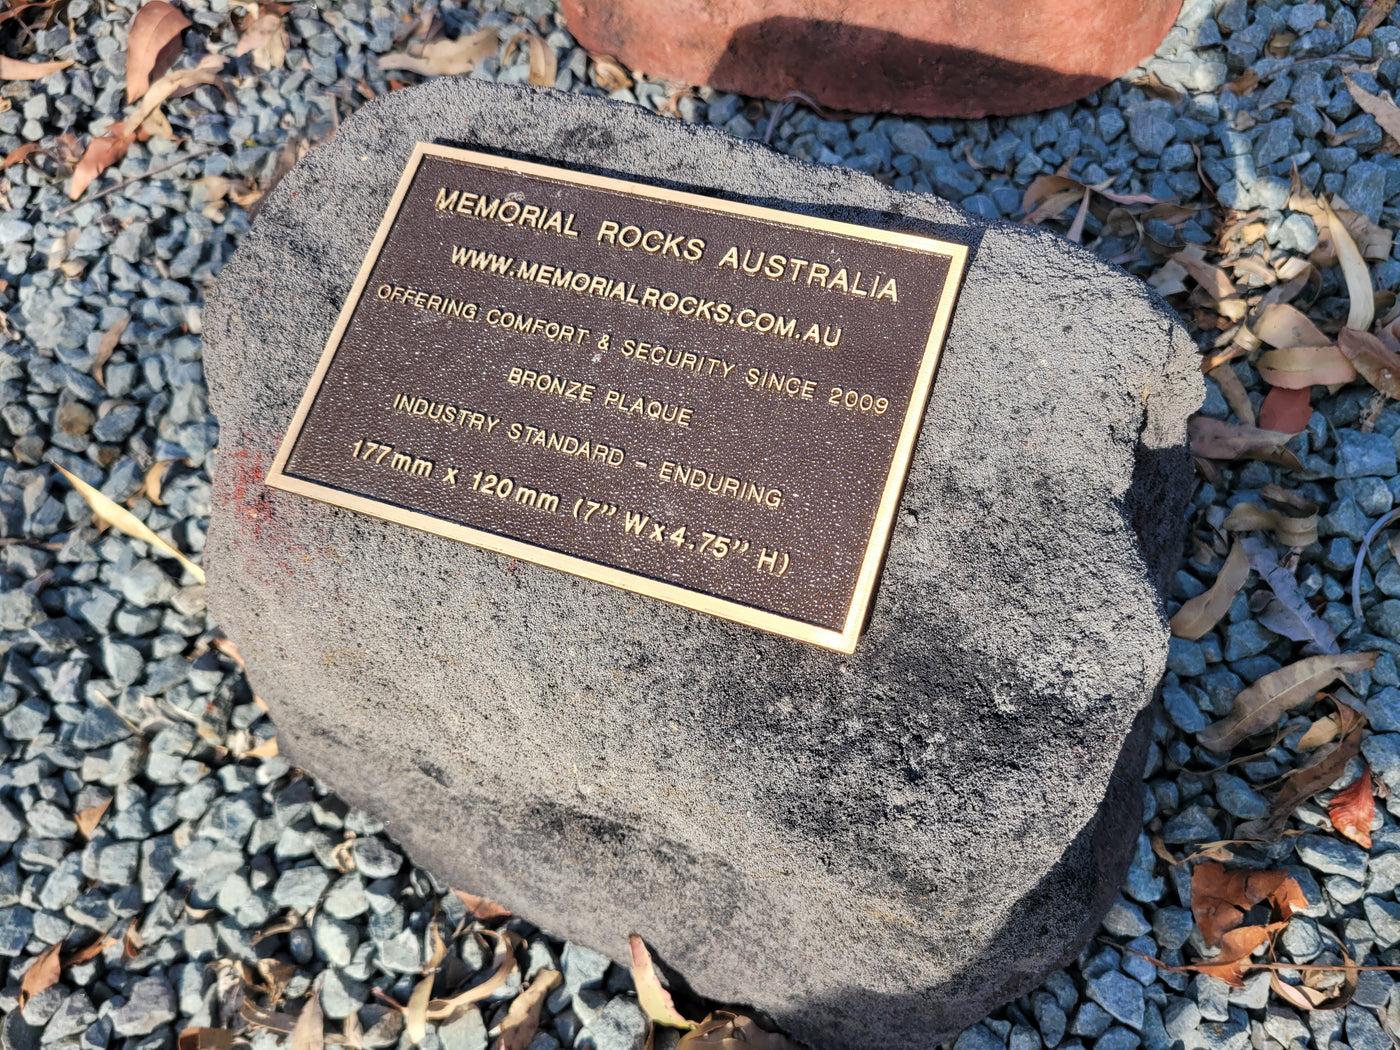 MEMORIAL ROCKS AUSTRALIA
WWW.MEMORIALROCKS.COM.AU
OFFERING COMFORT & SECURITY SINCE 2009
BRONZE PLAQUE
INDUSTRY STANDARD - ENDURING
177mm x 120mm (7" W x 4.75" H)